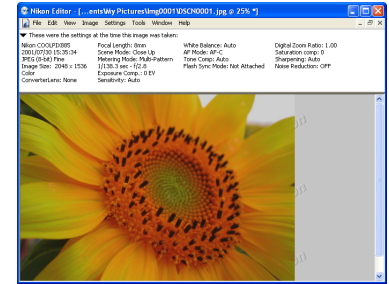 Nikon Editor - [...ents\My Pictures\Img0001\DSCN0001.jpg @ 25% *]
File Edit View Image Settings Tools Window Help
These were the settings at the time this image was taken:
Nikon COOLPIX885 Focal Length: 8mm White Balance: Auto Digital Zoom Ratio: 1.00
2001/07/30 15:35:34 Scene Mode: Close Up AF Mode: AF-C Saturation comp: 0
JPEG (8-bit) Fine Metering Mode: Multi-Pattern Tone Comp: Auto Sharpening: Auto
Image Size: 2048 x 1536 1/138.3 sec - f/2.8 Flash Sync Mode: Not Attached Noise Reduction: OFF
Color Exposure Comp.: 0 EV
ConverterLens: None Sensitivity: Auto